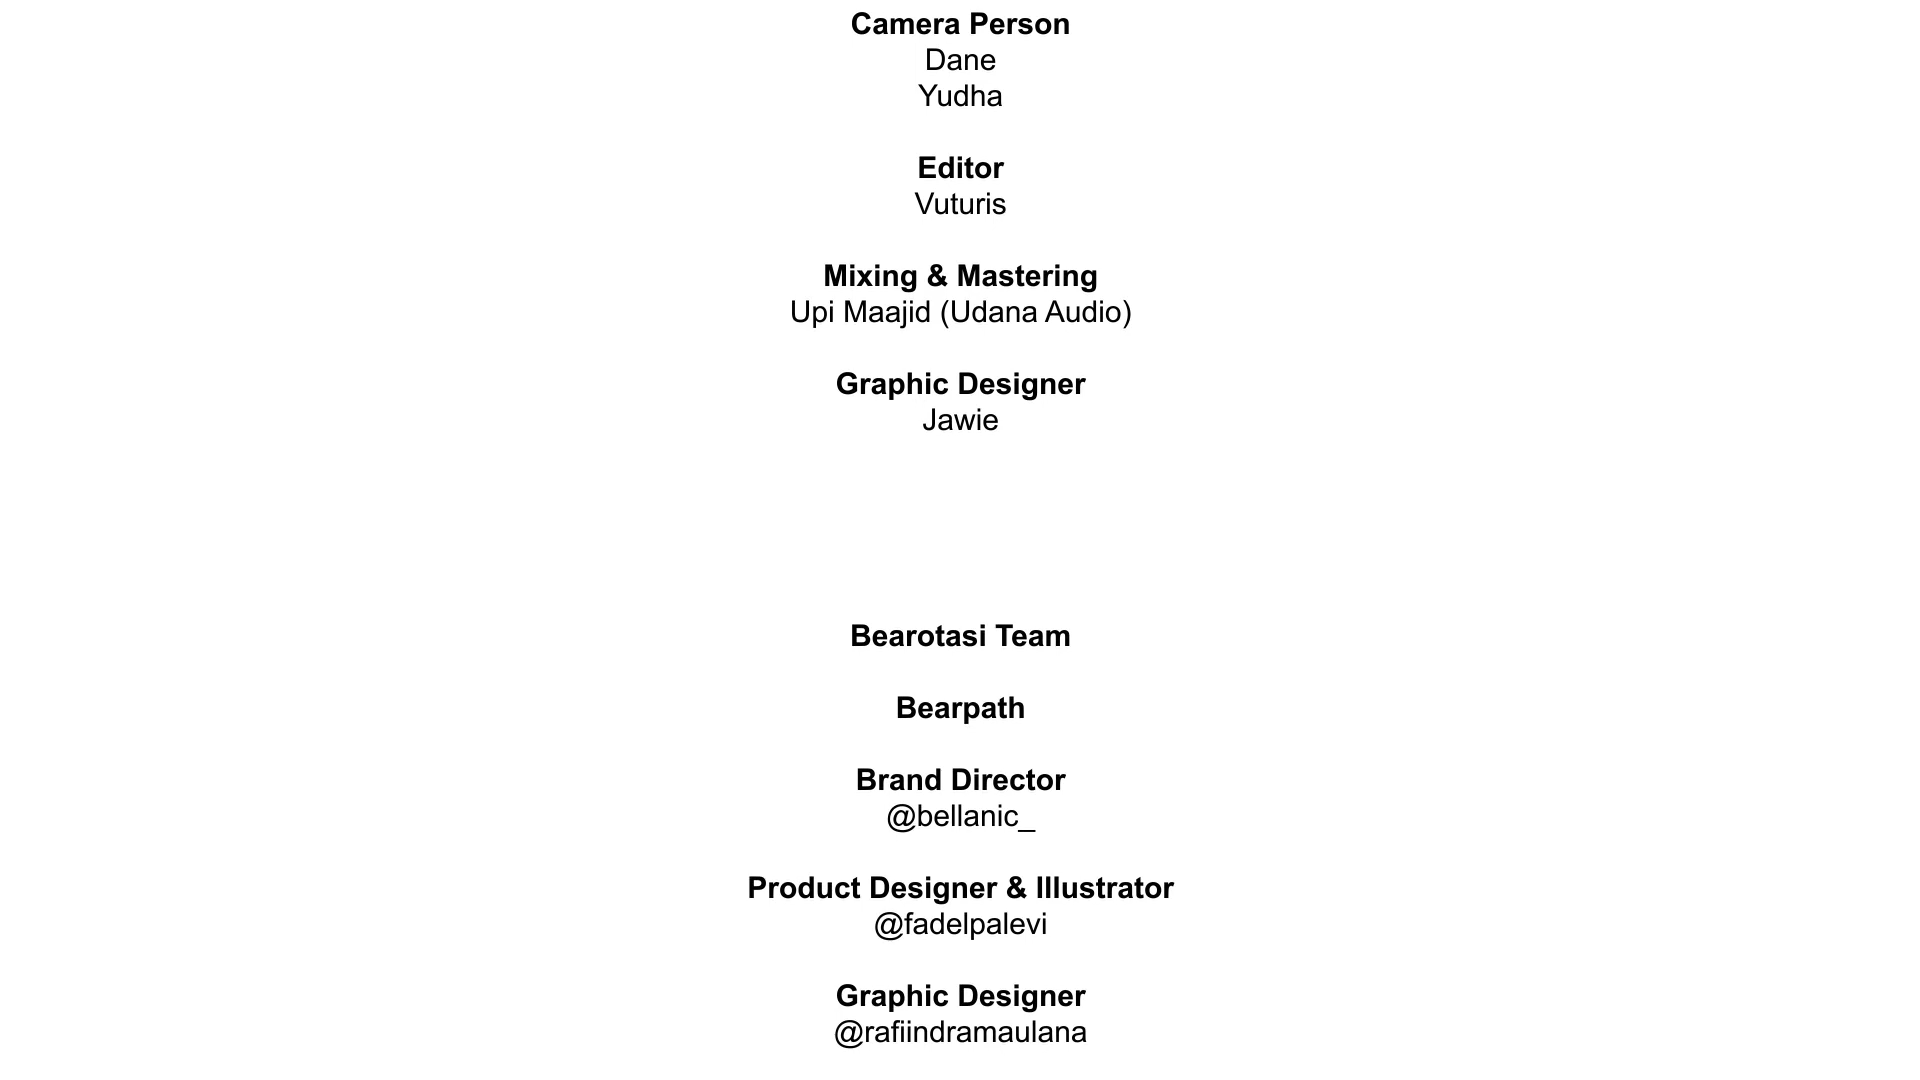 Camera Person
Dane
Yudha
Editor
Vuturis
Mixing & Mastering
Upi Maajid (Udana Audio)
Graphic Designer
Jawie
Bearotasi Team
Bearpath
Brand Director
@bellanic_
Product Designer & Illustrator
@fadelpalevi
Graphic Designer
@rafiindramaulana